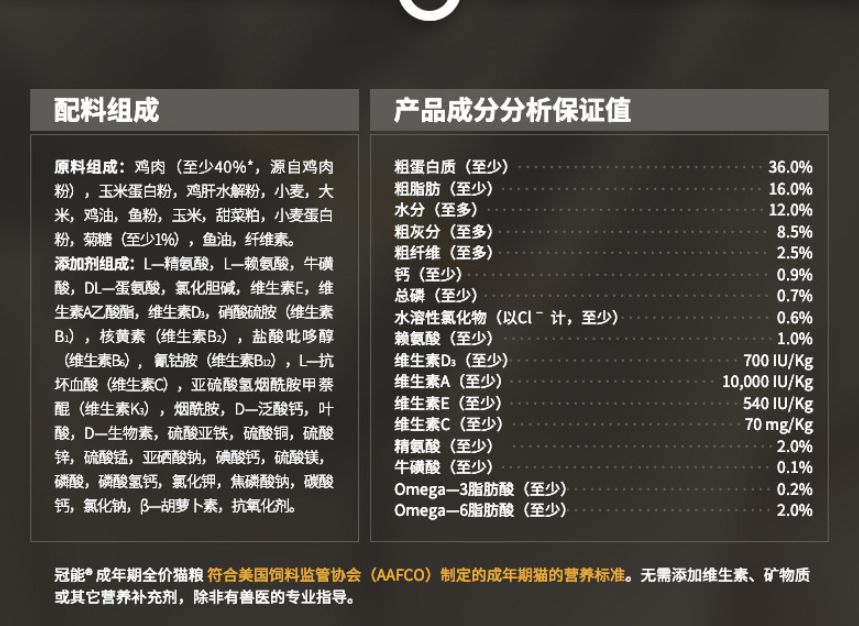 配料组成
原料组成：鸡肉（至少40%*，源自鸡肉
粉），玉米蛋白粉，鸡肝水解粉，小麦，大
米，鸡油，鱼粉，玉米，甜菜粕，小麦蛋白
粉，菊糖（至少1%），鱼油，纤维素。
添加剂组成：L—精氨酸，L—赖氨酸，牛磺
酸，DL—蛋氨酸，氯化胆碱，维生素E，维
生素A乙酸酯，维生素D₃，硝酸硫胺（维生素
B₁），核黄素（维生素B₂），盐酸吡哆醇
（维生素B₆），氰钴胺（维生素B₁₂），L—抗
坏血酸（维生素C），亚硫酸氢烟酰胺甲萘
醌（维生素K₃），烟酰胺，D—泛酸钙，叶
酸，D—生物素，硫酸亚铁，硫酸铜，硫酸
锌，硫酸锰，亚硒酸钠，碘酸钙，硫酸镁，
磷酸，磷酸氢钙，氯化钾，焦磷酸钠，碳酸
钙，氯化钠，β—胡萝卜素，抗氧化剂。
产品成分分析保证值
粗蛋白质（至少） 36.0%
粗脂肪（至少） 16.0%
水分（至多） 12.0%
粗灰分（至多） 8.5%
粗纤维（至多） 2.5%
钙（至少） 0.9%
总磷（至少） 0.7%
水溶性氯化物（以Cl⁻ 计，至少） 0.6%
赖氨酸（至少） 1.0%
维生素D₃（至少） 700 IU/Kg
维生素A（至少） 10,000 IU/Kg
维生素E（至少） 540 IU/Kg
维生素C（至少） 70 mg/Kg
精氨酸（至少） 2.0%
牛磺酸（至少） 0.1%
Omega—3脂肪酸（至少） 0.2%
Omega—6脂肪酸（至少） 2.0%
冠能® 成年期全价猫粮 符合美国饲料监管协会（AAFCO）制定的成年期猫的营养标准。无需添加维生素、矿物质
或其它营养补充剂，除非有兽医的专业指导。